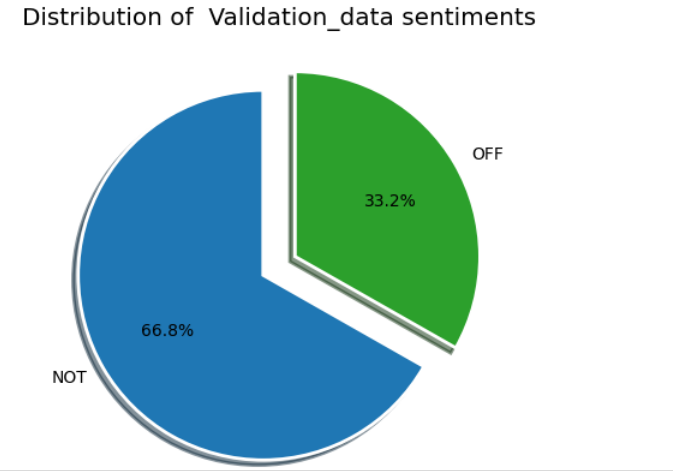 Distribution of  Validation_data sentiments
OFF
33.2%
66.8%
NOT